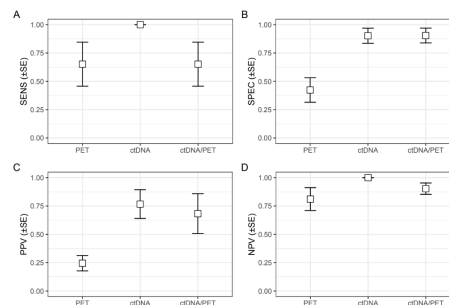 A
SENS (±SE)
1.00
0.75
0.50
0.25
0.00
PET ctDNA ctDNA/PET
B
SPEC (±SE)
1.00
0.75
0.50
0.25
0.00
PET ctDNA ctDNA/PET
C
PPV (±SE)
1.00
0.75
0.50
0.25
0.00
PET ctDNA ctDNA/PET
D
NPV (±SE)
1.00
0.75
0.50
0.25
0.00
PET ctDNA ctDNA/PET